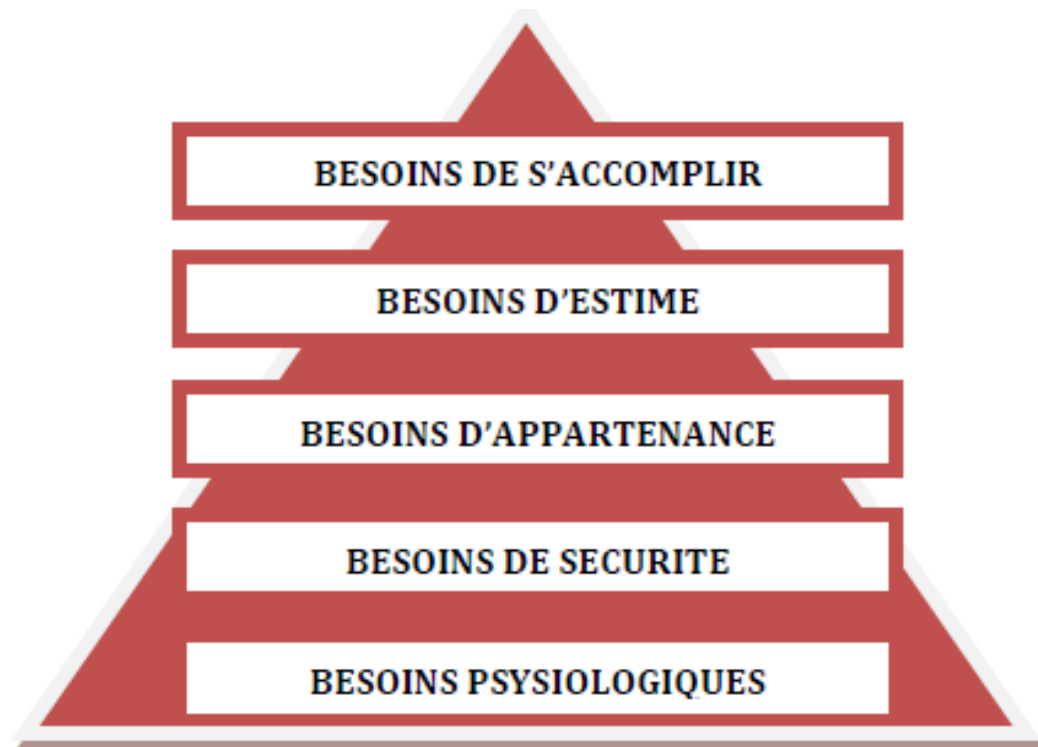 BESOINS DE S’ACCOMPLIR
BESOINS D’ESTIME
BESOINS D’APPARTENANCE
BESOINS DE SECURITE
BESOINS PSYSIOLOGIQUES